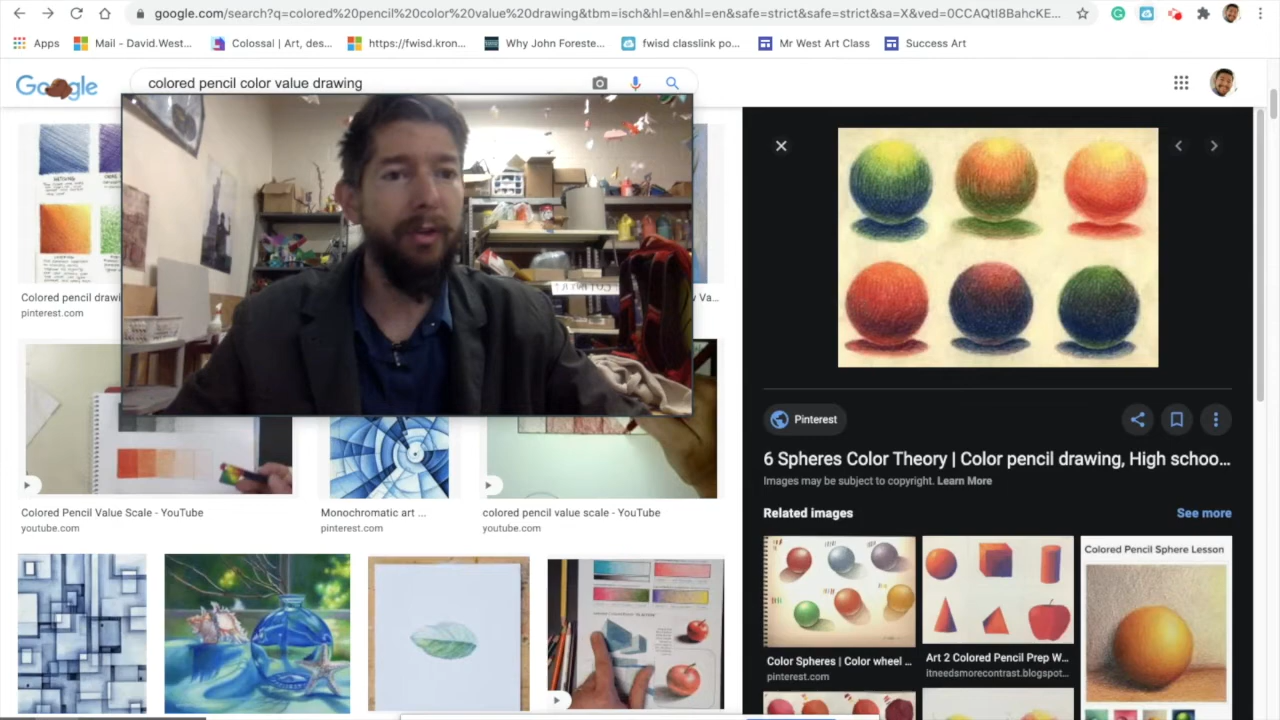 google.com/search?q=colored%20pencil%20color%20value%20drawing&tbm=isch&hl=en&hl=en&safe=strict&safe=strict&sa=X&ved=0CCAQtI8BahcKE...
Apps Mail - David.West... Colossal | Art, des... https://fwisd.kron... Why John Foreste... fwisd classlink po... Mr West Art Class Success Art
Google
colored pencil color value drawing
HATCHING
Colored pencil drawi
pinterest.com
v Va...
Colored Pencil Value Scale - YouTube
youtube.com
Monochromatic art ...
pinterest.com
colored pencil value scale - YouTube
youtube.com
Pinterest
6 Spheres Color Theory | Color pencil drawing, High schoo...
Images may be subject to copyright. Learn More
Related images
See more
Colored Pencil Sphere Lesson
Color Spheres | Color wheel ...
pinterest.com
Art 2 Colored Pencil Prep W...
itneedsmorecontrast.blogspot...